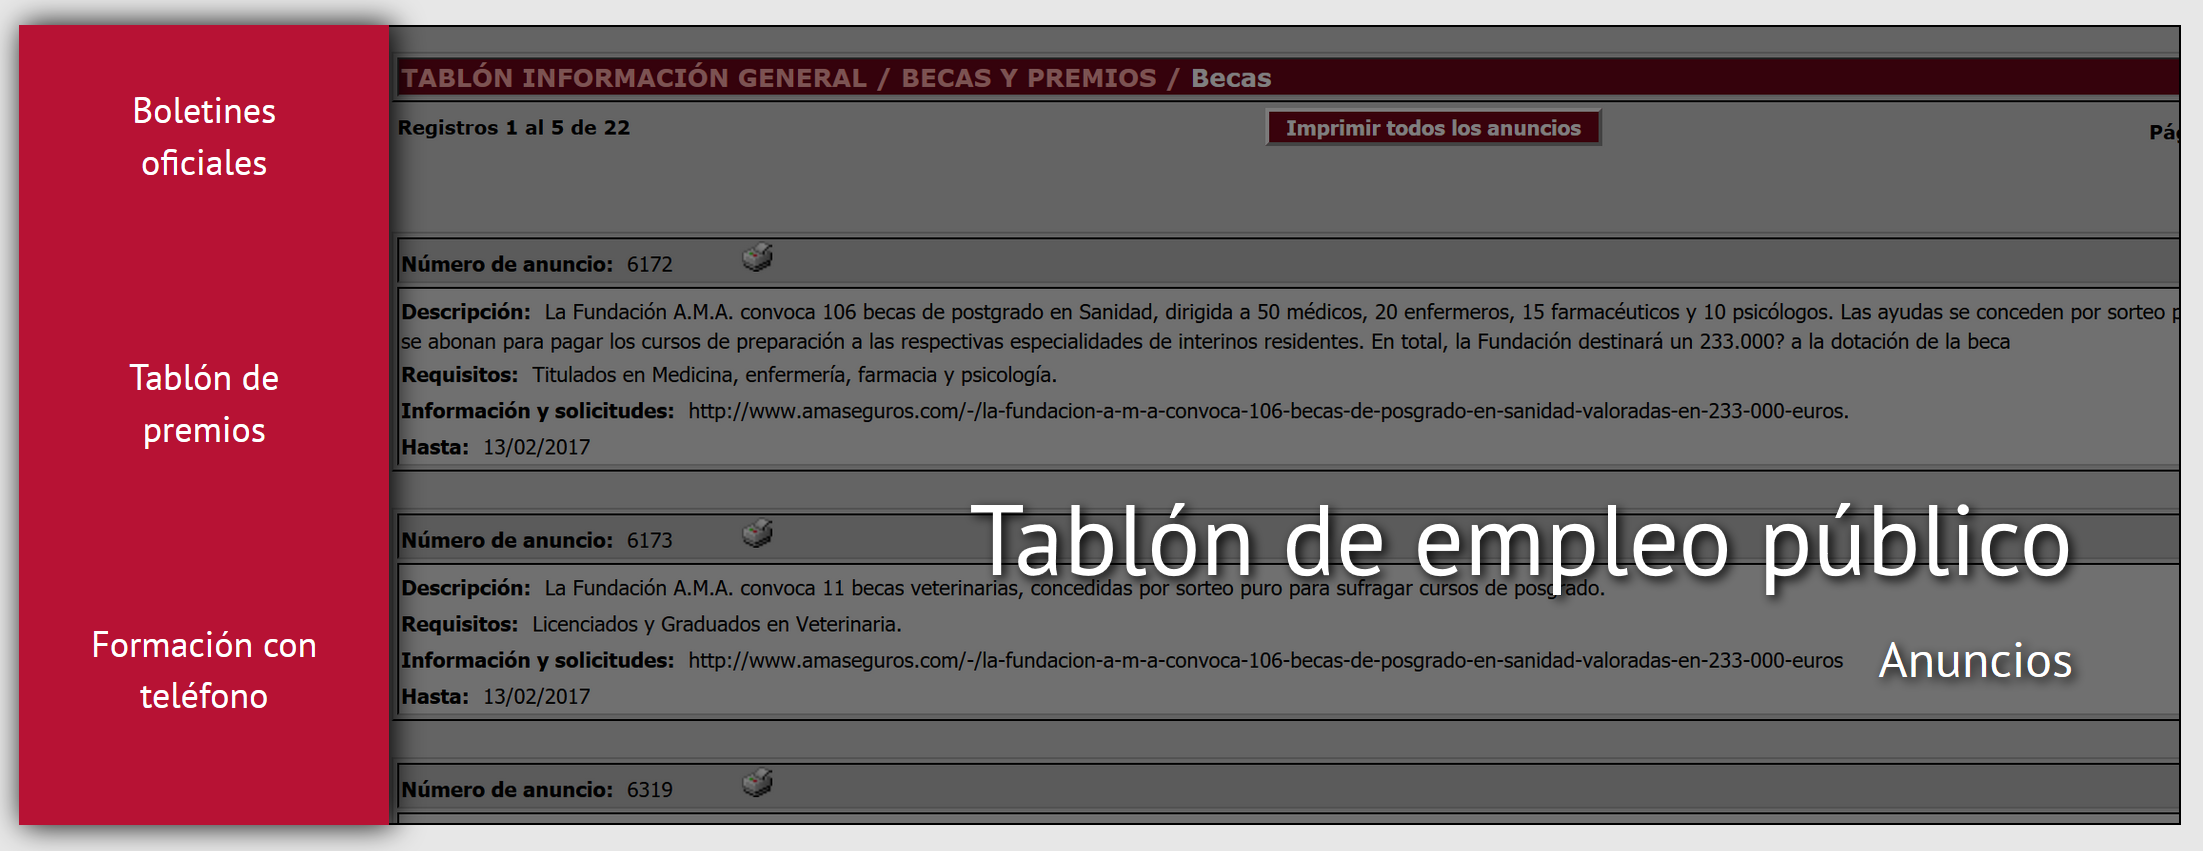 Boletines
oficiales
Tablón de
premios
Formación con
teléfono
TABLÓN INFORMACIÓN GENERAL / BECAS Y PREMIOS / Becas
Registros 1 al 5 de 22
Imprimir todos los anuncios
Número de anuncio: 6172
Descripción: La Fundación A.M.A. convoca 106 becas de postgrado en Sanidad, dirigida a 50 médicos, 20 enfermeros, 15 farmacéuticos y 10 psicólogos. Las ayudas se conceden por sorteo
se abonan para pagar los cursos de preparación a las respectivas especialidades de interinos residentes. En total, la Fundación destinará un 233.000? a la dotación de la beca
Requisitos: Titulados en Medicina, enfermería, farmacia y psicología.
Información y solicitudes: http://www.amaseguros.com/-/la-fundacion-a-m-a-convoca-106-becas-de-posgrado-en-sanidad-valoradas-en-233-000-euros.
Hasta: 13/02/2017
Número de anuncio: 6173
Tablón de empleo público
Descripción: La Fundación A.M.A. convoca 11 becas veterinarias, concedidas por sorteo puro para sufragar cursos de posgrado.
Requisitos: Licenciados y Graduados en Veterinaria.
Información y solicitudes: http://www.amaseguros.com/-/la-fundacion-a-m-a-convoca-106-becas-de-posgrado-en-sanidad-valoradas-en-233-000-euros
Anuncios
Hasta: 13/02/2017
Número de anuncio: 6319